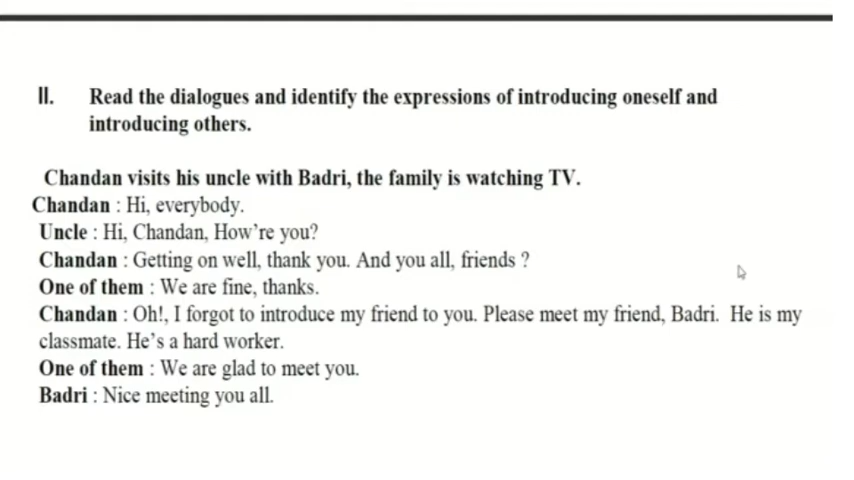 II. Read the dialogues and identify the expressions of introducing oneself and
introducing others.
Chandan visits his uncle with Badri, the family is watching TV.
Chandan : Hi, everybody.
Uncle : Hi, Chandan, How're you?
Chandan : Getting on well, thank you. And you all, friends ?
One of them : We are fine, thanks.
Chandan : Oh!, I forgot to introduce my friend to you. Please meet my friend, Badri. He is my
classmate. He's a hard worker.
One of them : We are glad to meet you.
Badri : Nice meeting you all.